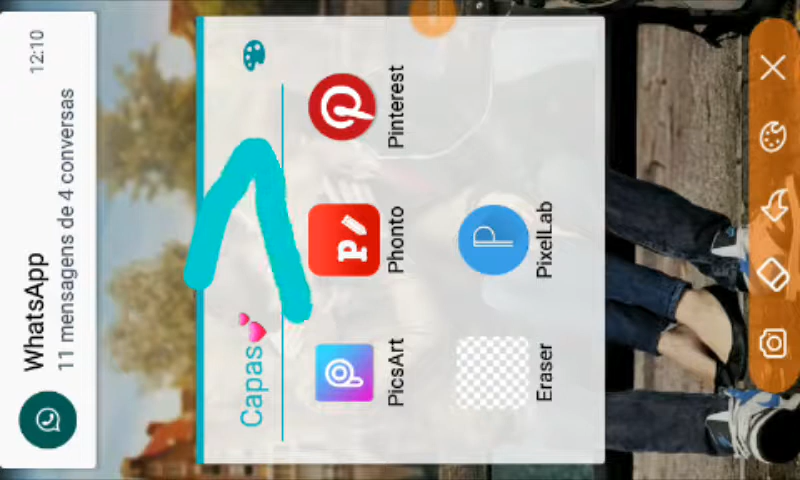 WhatsApp
12:10
11 mensagens de 4 conversas
Capas💕
PicsArt
Phonto
Pinterest
Eraser
PixelLab